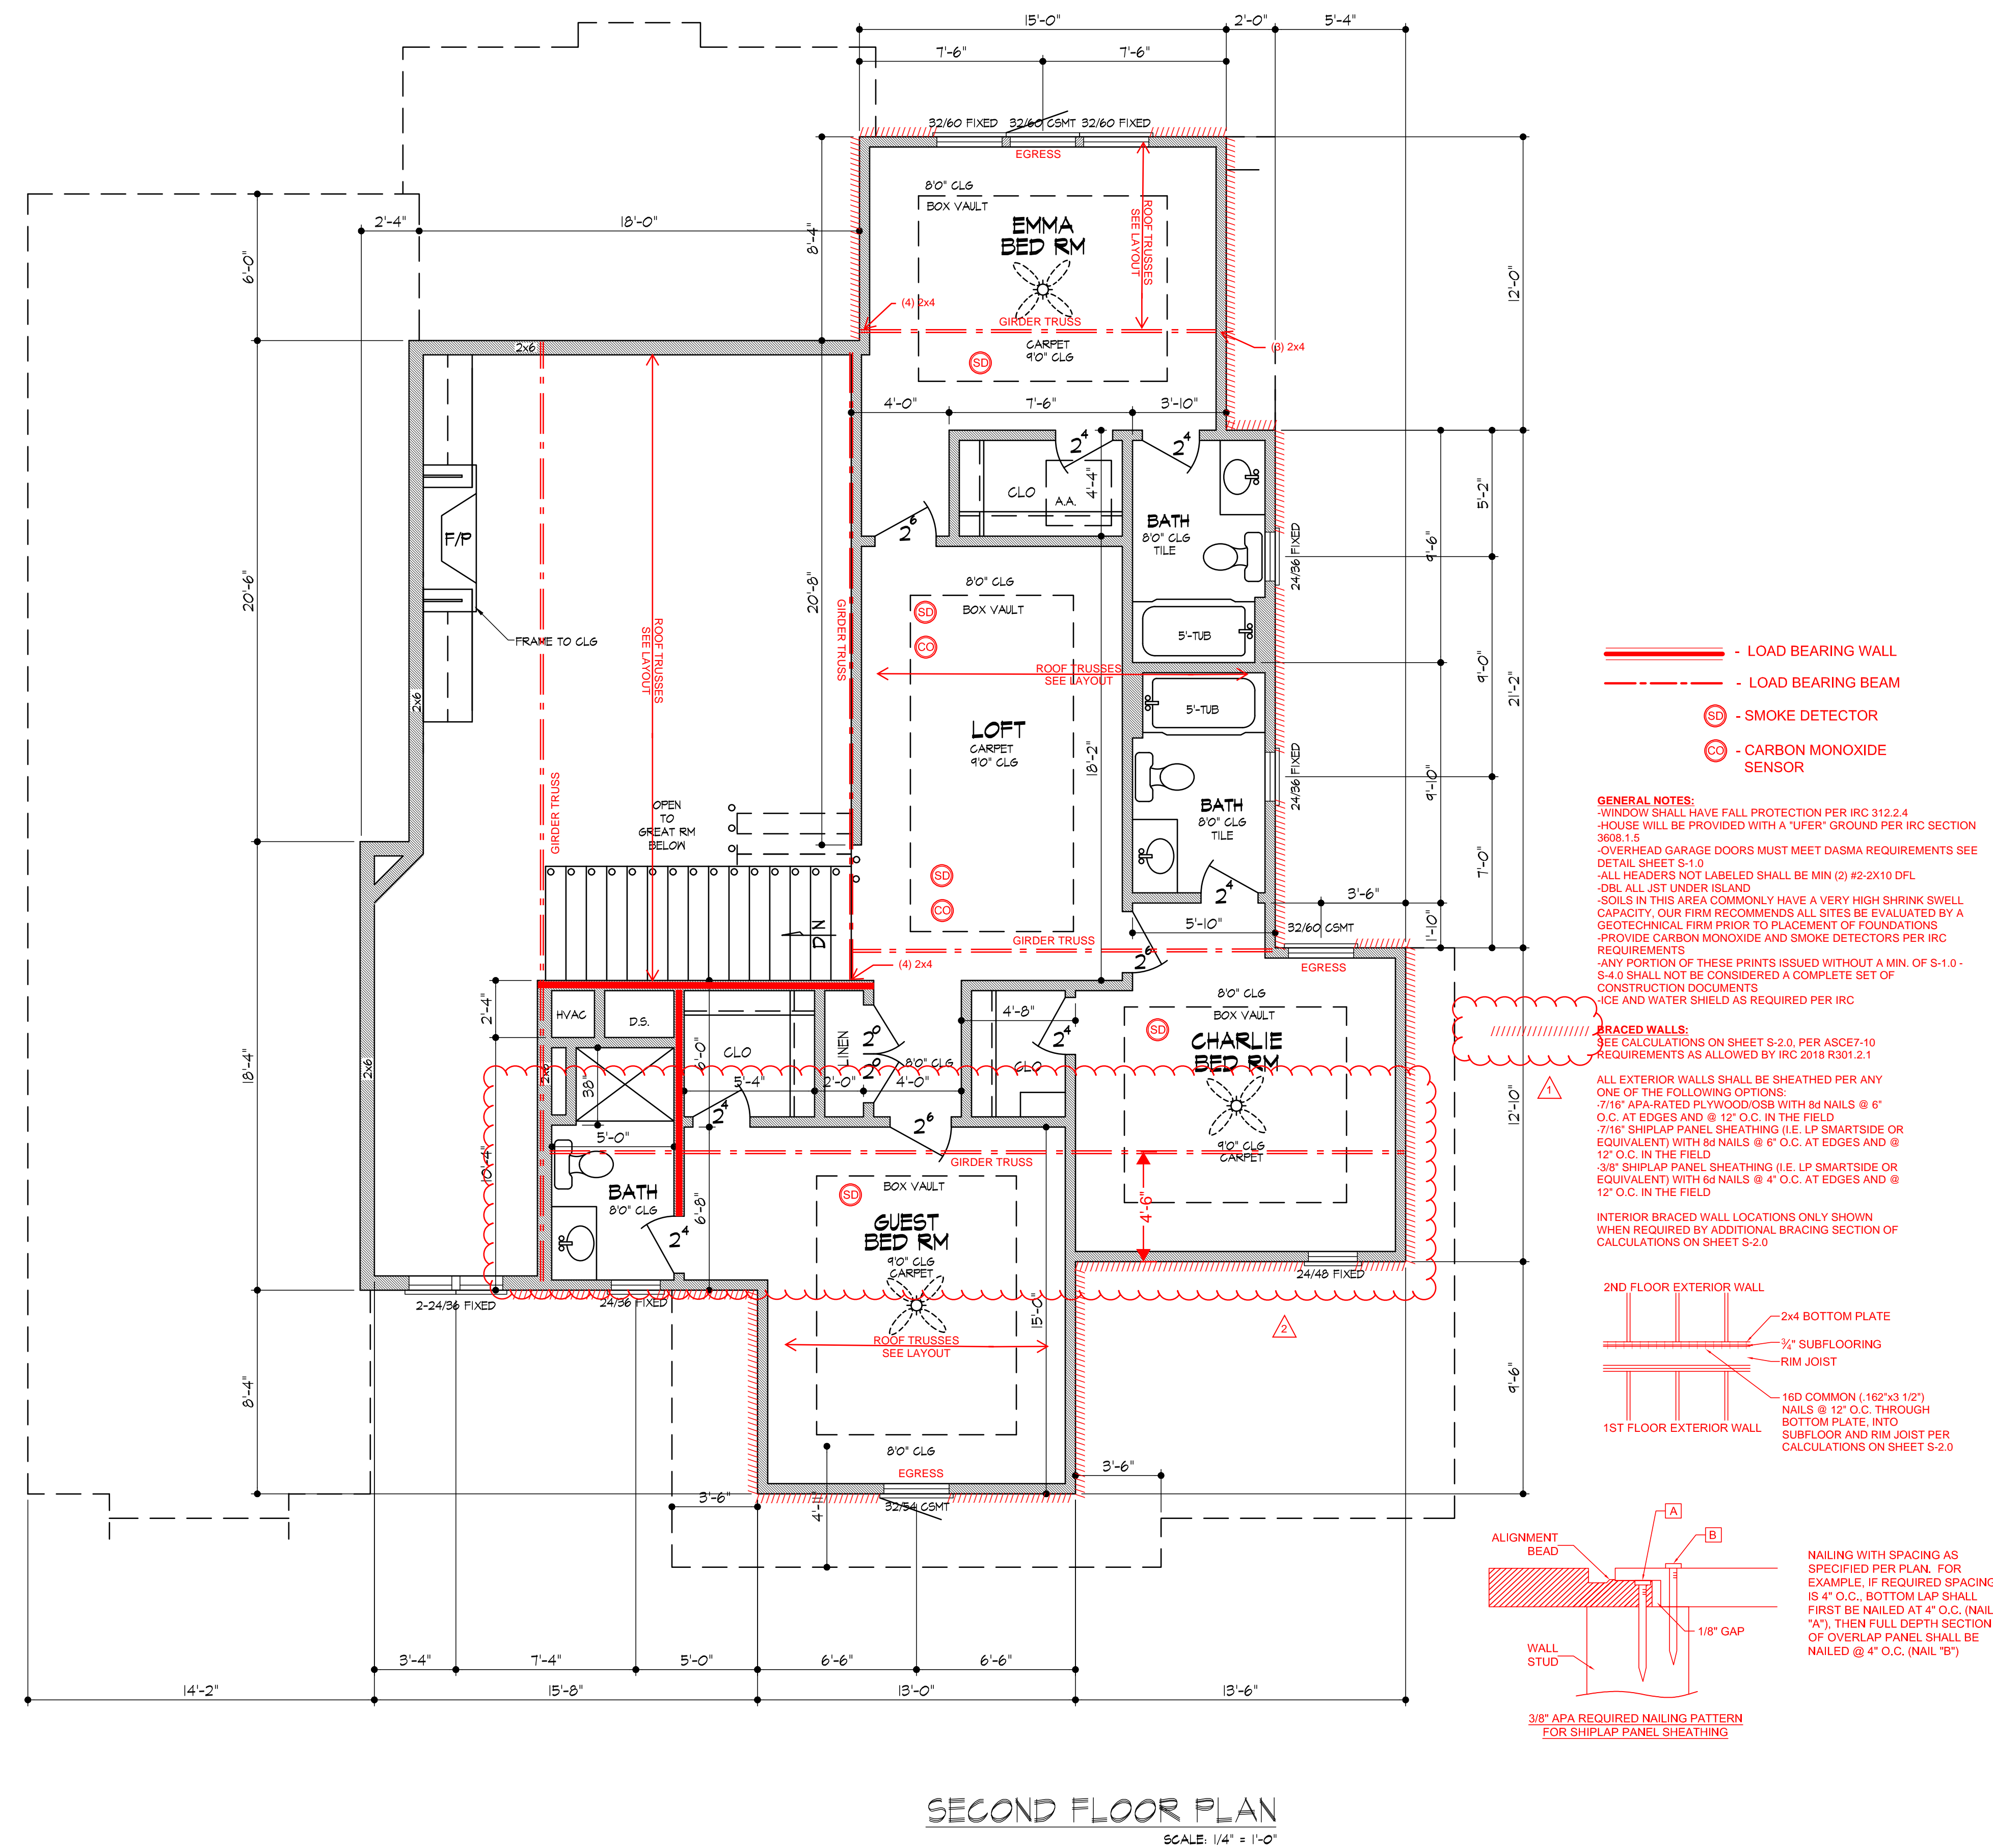 15'-0"
2'-0"
5'-4"
7'-6"
7'-6"
32/60 FIXED
32/60 CSMT
32/60 FIXED
EGRESS
8'0" CLG
BOX VAULT
EMMA
BED RM
ROOF TRUSSES
SEE LAYOUT
2'-4"
18'-0"
8'-4"
6'-0"
12'-0"
(4) 2x4
GIRDER TRUSS
CARPET
9'0" CLG
SD
(3) 2x4
2x6
4'-0"
7'-6"
3'-10"
2⁴
2⁴
CLO
A.A.
4'-4"
2⁶
BATH
8'0" CLG
TILE
24/36 FIXED
5'-2"
9'-6"
F/P
FRAME TO CLG
20'-6"
20'-8"
ROOF TRUSSES
SEE LAYOUT
GIRDER TRUSS
8'0" CLG
BOX VAULT
SD
CO
5'-TUB
ROOF TRUSSES
SEE LAYOUT
5'-TUB
9'-0"
21'-2"
2x6
LOFT
CARPET
9'0" CLG
18'-2"
24/36 FIXED
9'-10"
GIRDER TRUSS
OPEN
TO
GREAT RM
BELOW
BATH
8'0" CLG
TILE
7'-0"
SD
CO
2⁴
3'-6"
DN
5'-10"
32/60 CSMT
1'-10"
GIRDER TRUSS
(4) 2x4
2⁶
EGRESS
18'-4"
2x6
2'-4"
HVAC
D.S.
8'0" CLG
BOX VAULT
4'-8"
SD
CHARLIE
BED RM
CLO
6'-0"
LINEN
2⁰
2⁰
8'0" CLG
2⁴
CLO
2x6
38"
5'-4"
2'-0"
4'-0"
2⁴
2⁶
12'-10"
5'-0"
10'-4"
9'0" CLG
CARPET
GIRDER TRUSS
BATH
8'0" CLG
SD
BOX VAULT
6'-8"
4'-6"
GUEST
BED RM
9'0" CLG
CARPET
2⁴
2-24/36 FIXED
24/36 FIXED
24/48 FIXED
15'-0"
2
8'-4"
ROOF TRUSSES
SEE LAYOUT
9'-6"
8'0" CLG
EGRESS
3'-6"
3'-6"
4'-11"
32/54 CSMT
3'-4"
7'-4"
5'-0"
6'-6"
6'-6"
14'-2"
15'-8"
13'-0"
13'-6"
SECOND FLOOR PLAN
SCALE: 1/4" = 1'-0"
- LOAD BEARING WALL
- LOAD BEARING BEAM
SD - SMOKE DETECTOR
CO - CARBON MONOXIDE
SENSOR
GENERAL NOTES:
-WINDOW SHALL HAVE FALL PROTECTION PER IRC 312.2.4
-HOUSE WILL BE PROVIDED WITH A "UFER" GROUND PER IRC SECTION
3608.1.5
-OVERHEAD GARAGE DOORS MUST MEET DASMA REQUIREMENTS SEE
DETAIL SHEET S-1.0
-ALL HEADERS NOT LABELED SHALL BE MIN (2) #2-2X10 DFL
-DBL ALL JST UNDER ISLAND
-SOILS IN THIS AREA COMMONLY HAVE A VERY HIGH SHRINK SWELL
CAPACITY, OUR FIRM RECOMMENDS ALL SITES BE EVALUATED BY A
GEOTECHNICAL FIRM PRIOR TO PLACEMENT OF FOUNDATIONS
-PROVIDE CARBON MONOXIDE AND SMOKE DETECTORS PER IRC
REQUIREMENTS
-ANY PORTION OF THESE PRINTS ISSUED WITHOUT A MIN. OF S-1.0 -
S-4.0 SHALL NOT BE CONSIDERED A COMPLETE SET OF
CONSTRUCTION DOCUMENTS
-ICE AND WATER SHIELD AS REQUIRED PER IRC
BRACED WALLS:
SEE CALCULATIONS ON SHEET S-2.0, PER ASCE7-10
REQUIREMENTS AS ALLOWED BY IRC 2018 R301.2.1
1
ALL EXTERIOR WALLS SHALL BE SHEATHED PER ANY
ONE OF THE FOLLOWING OPTIONS:
-7/16" APA-RATED PLYWOOD/OSB WITH 8d NAILS @ 6"
O.C. AT EDGES AND @ 12" O.C. IN THE FIELD
-7/16" SHIPLAP PANEL SHEATHING (I.E. LP SMARTSIDE OR
EQUIVALENT) WITH 8d NAILS @ 6" O.C. AT EDGES AND @
12" O.C. IN THE FIELD
-3/8" SHIPLAP PANEL SHEATHING (I.E. LP SMARTSIDE OR
EQUIVALENT) WITH 6d NAILS @ 4" O.C. AT EDGES AND @
12" O.C. IN THE FIELD
INTERIOR BRACED WALL LOCATIONS ONLY SHOWN
WHEN REQUIRED BY ADDITIONAL BRACING SECTION OF
CALCULATIONS ON SHEET S-2.0
2ND FLOOR EXTERIOR WALL
2x4 BOTTOM PLATE
¾" SUBFLOORING
RIM JOIST
16D COMMON (.162"x3 1/2")
NAILS @ 12" O.C. THROUGH
BOTTOM PLATE, INTO
SUBFLOOR AND RIM JOIST PER
CALCULATIONS ON SHEET S-2.0
1ST FLOOR EXTERIOR WALL
A
B
ALIGNMENT
BEAD
1/8" GAP
WALL
STUD
NAILING WITH SPACING AS
SPECIFIED PER PLAN. FOR
EXAMPLE, IF REQUIRED SPACING
IS 4" O.C., BOTTOM LAP SHALL
FIRST BE NAILED AT 4" O.C. (NAIL
"A"), THEN FULL DEPTH SECTION
OF OVERLAP PANEL SHALL BE
NAILED @ 4" O.C. (NAIL "B")
3/8" APA REQUIRED NAILING PATTERN
FOR SHIPLAP PANEL SHEATHING